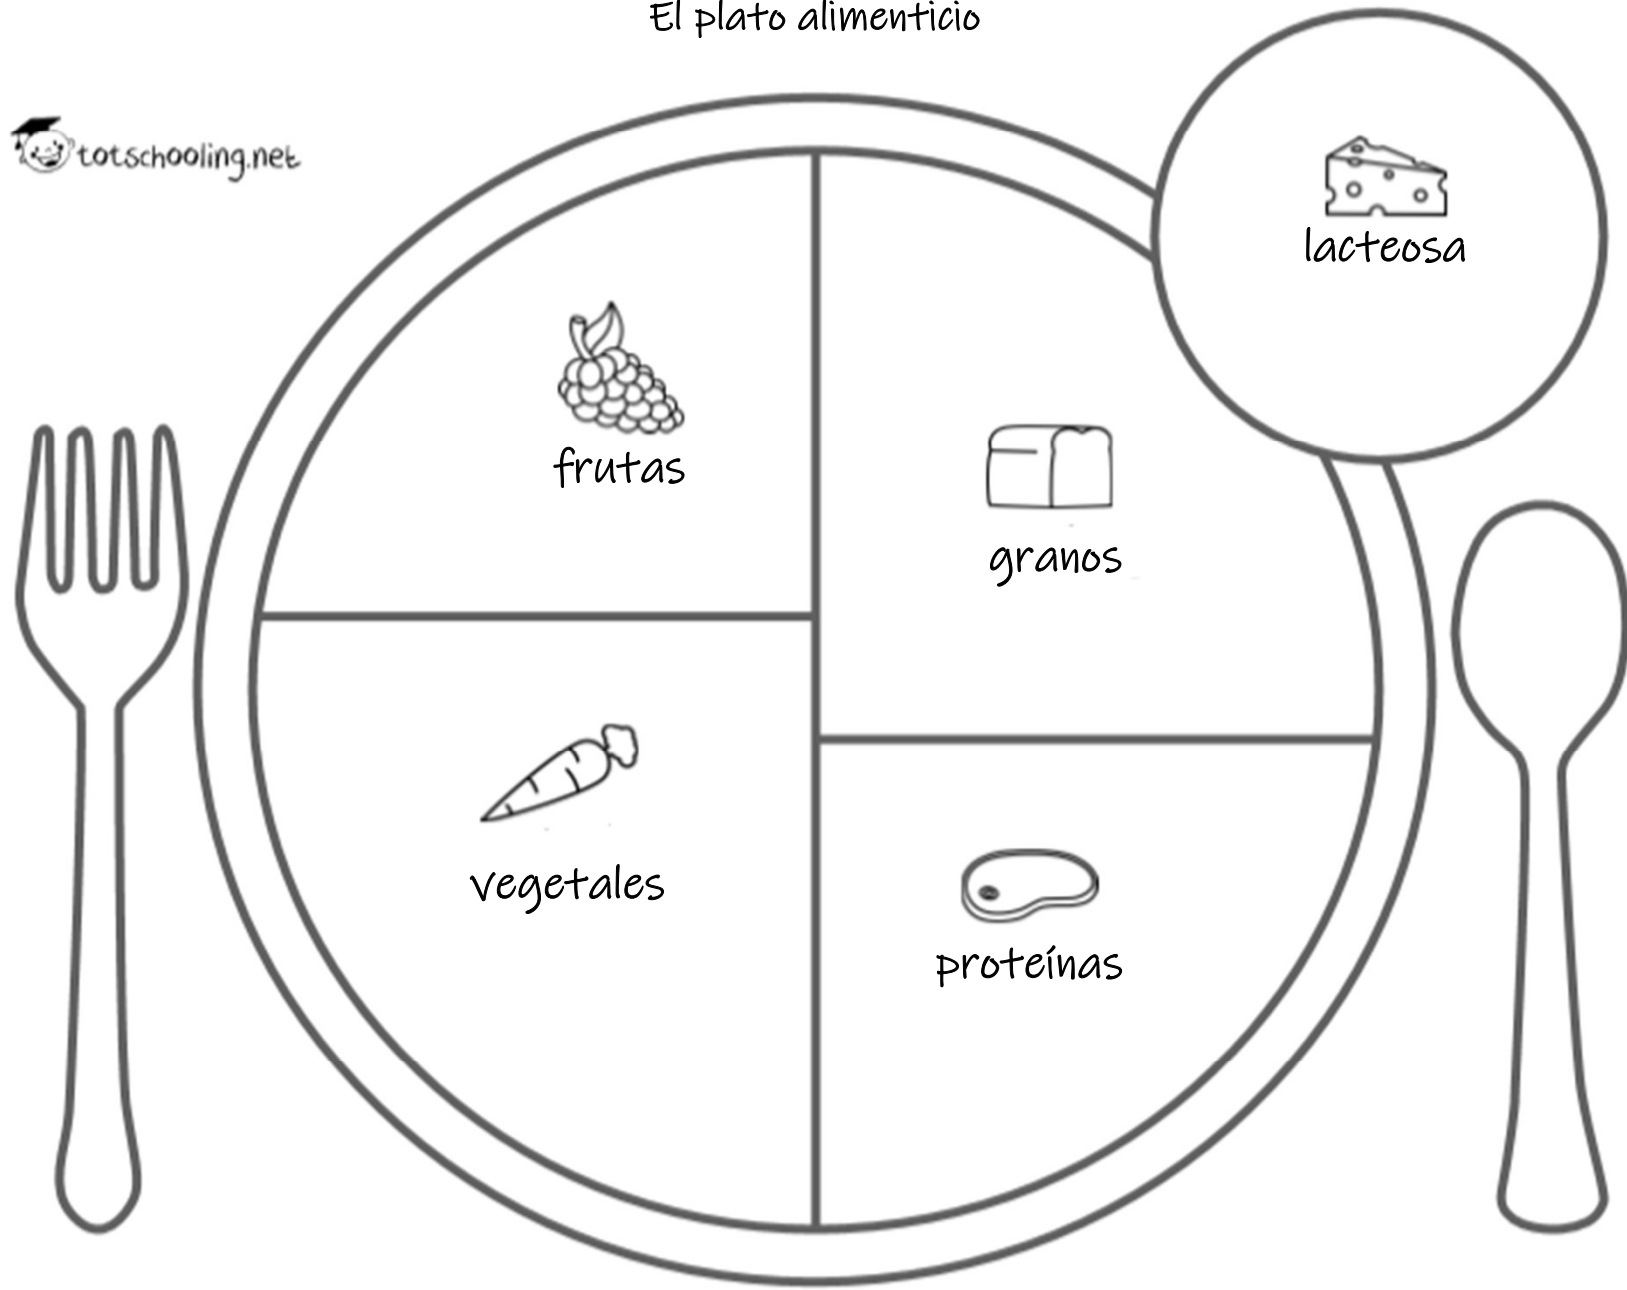 El plato alimenticio
totschooling.net
lacteosa
frutas
granos
vegetales
proteínas